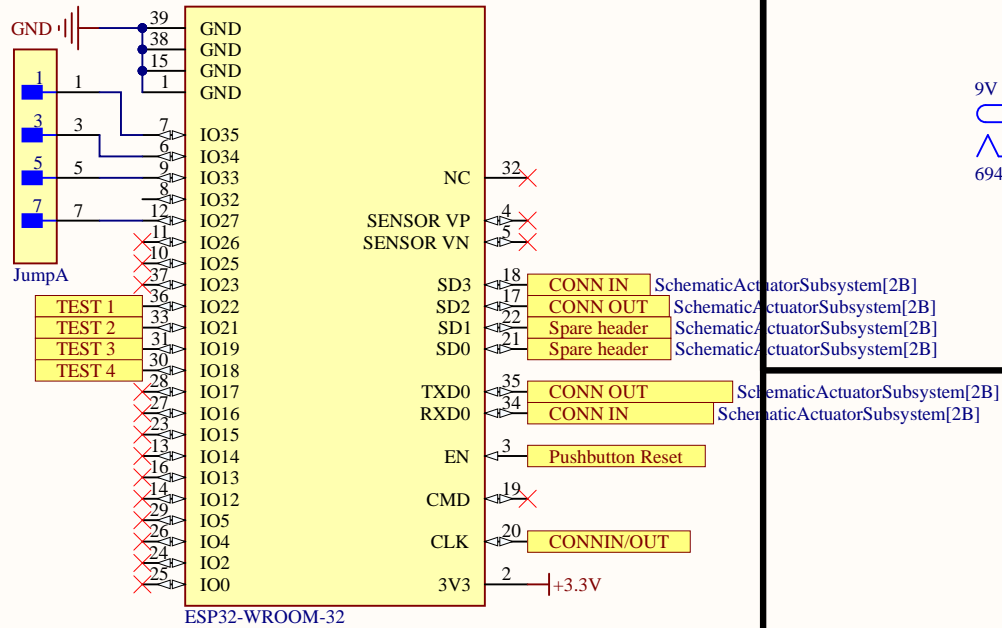 GND
39 GND
38 GND
15 GND
1 GND
1 1
7 IO35
3 3
6 IO34
5 5
9 IO33
8 IO32
7 7
12 IO27
11 IO26
10 IO25
37 IO23
JumpA
TEST 1 36 IO22
TEST 2 33 IO21
TEST 3 31 IO19
TEST 4 30 IO18
28 IO17
27 IO16
23 IO15
13 IO14
16 IO13
14 IO12
29 IO5
26 IO4
24 IO2
25 IO0
NC 32
SENSOR VP 4
SENSOR VN 5
SD3 18 CONN IN SchematicActuatorSubsystem[2B]
SD2 17 CONN OUT SchematicActuatorSubsystem[2B]
SD1 22 Spare header SchematicActuatorSubsystem[2B]
SD0 21 Spare header SchematicActuatorSubsystem[2B]
TXD0 35 CONN OUT SchematicActuatorSubsystem[2B]
RXD0 34 CONN IN SchematicActuatorSubsystem[2B]
EN 3 Pushbutton Reset
CMD 19
CLK 20 CONNIN/OUT
3V3 2 +3.3V
ESP32-WROOM-32
9V
694